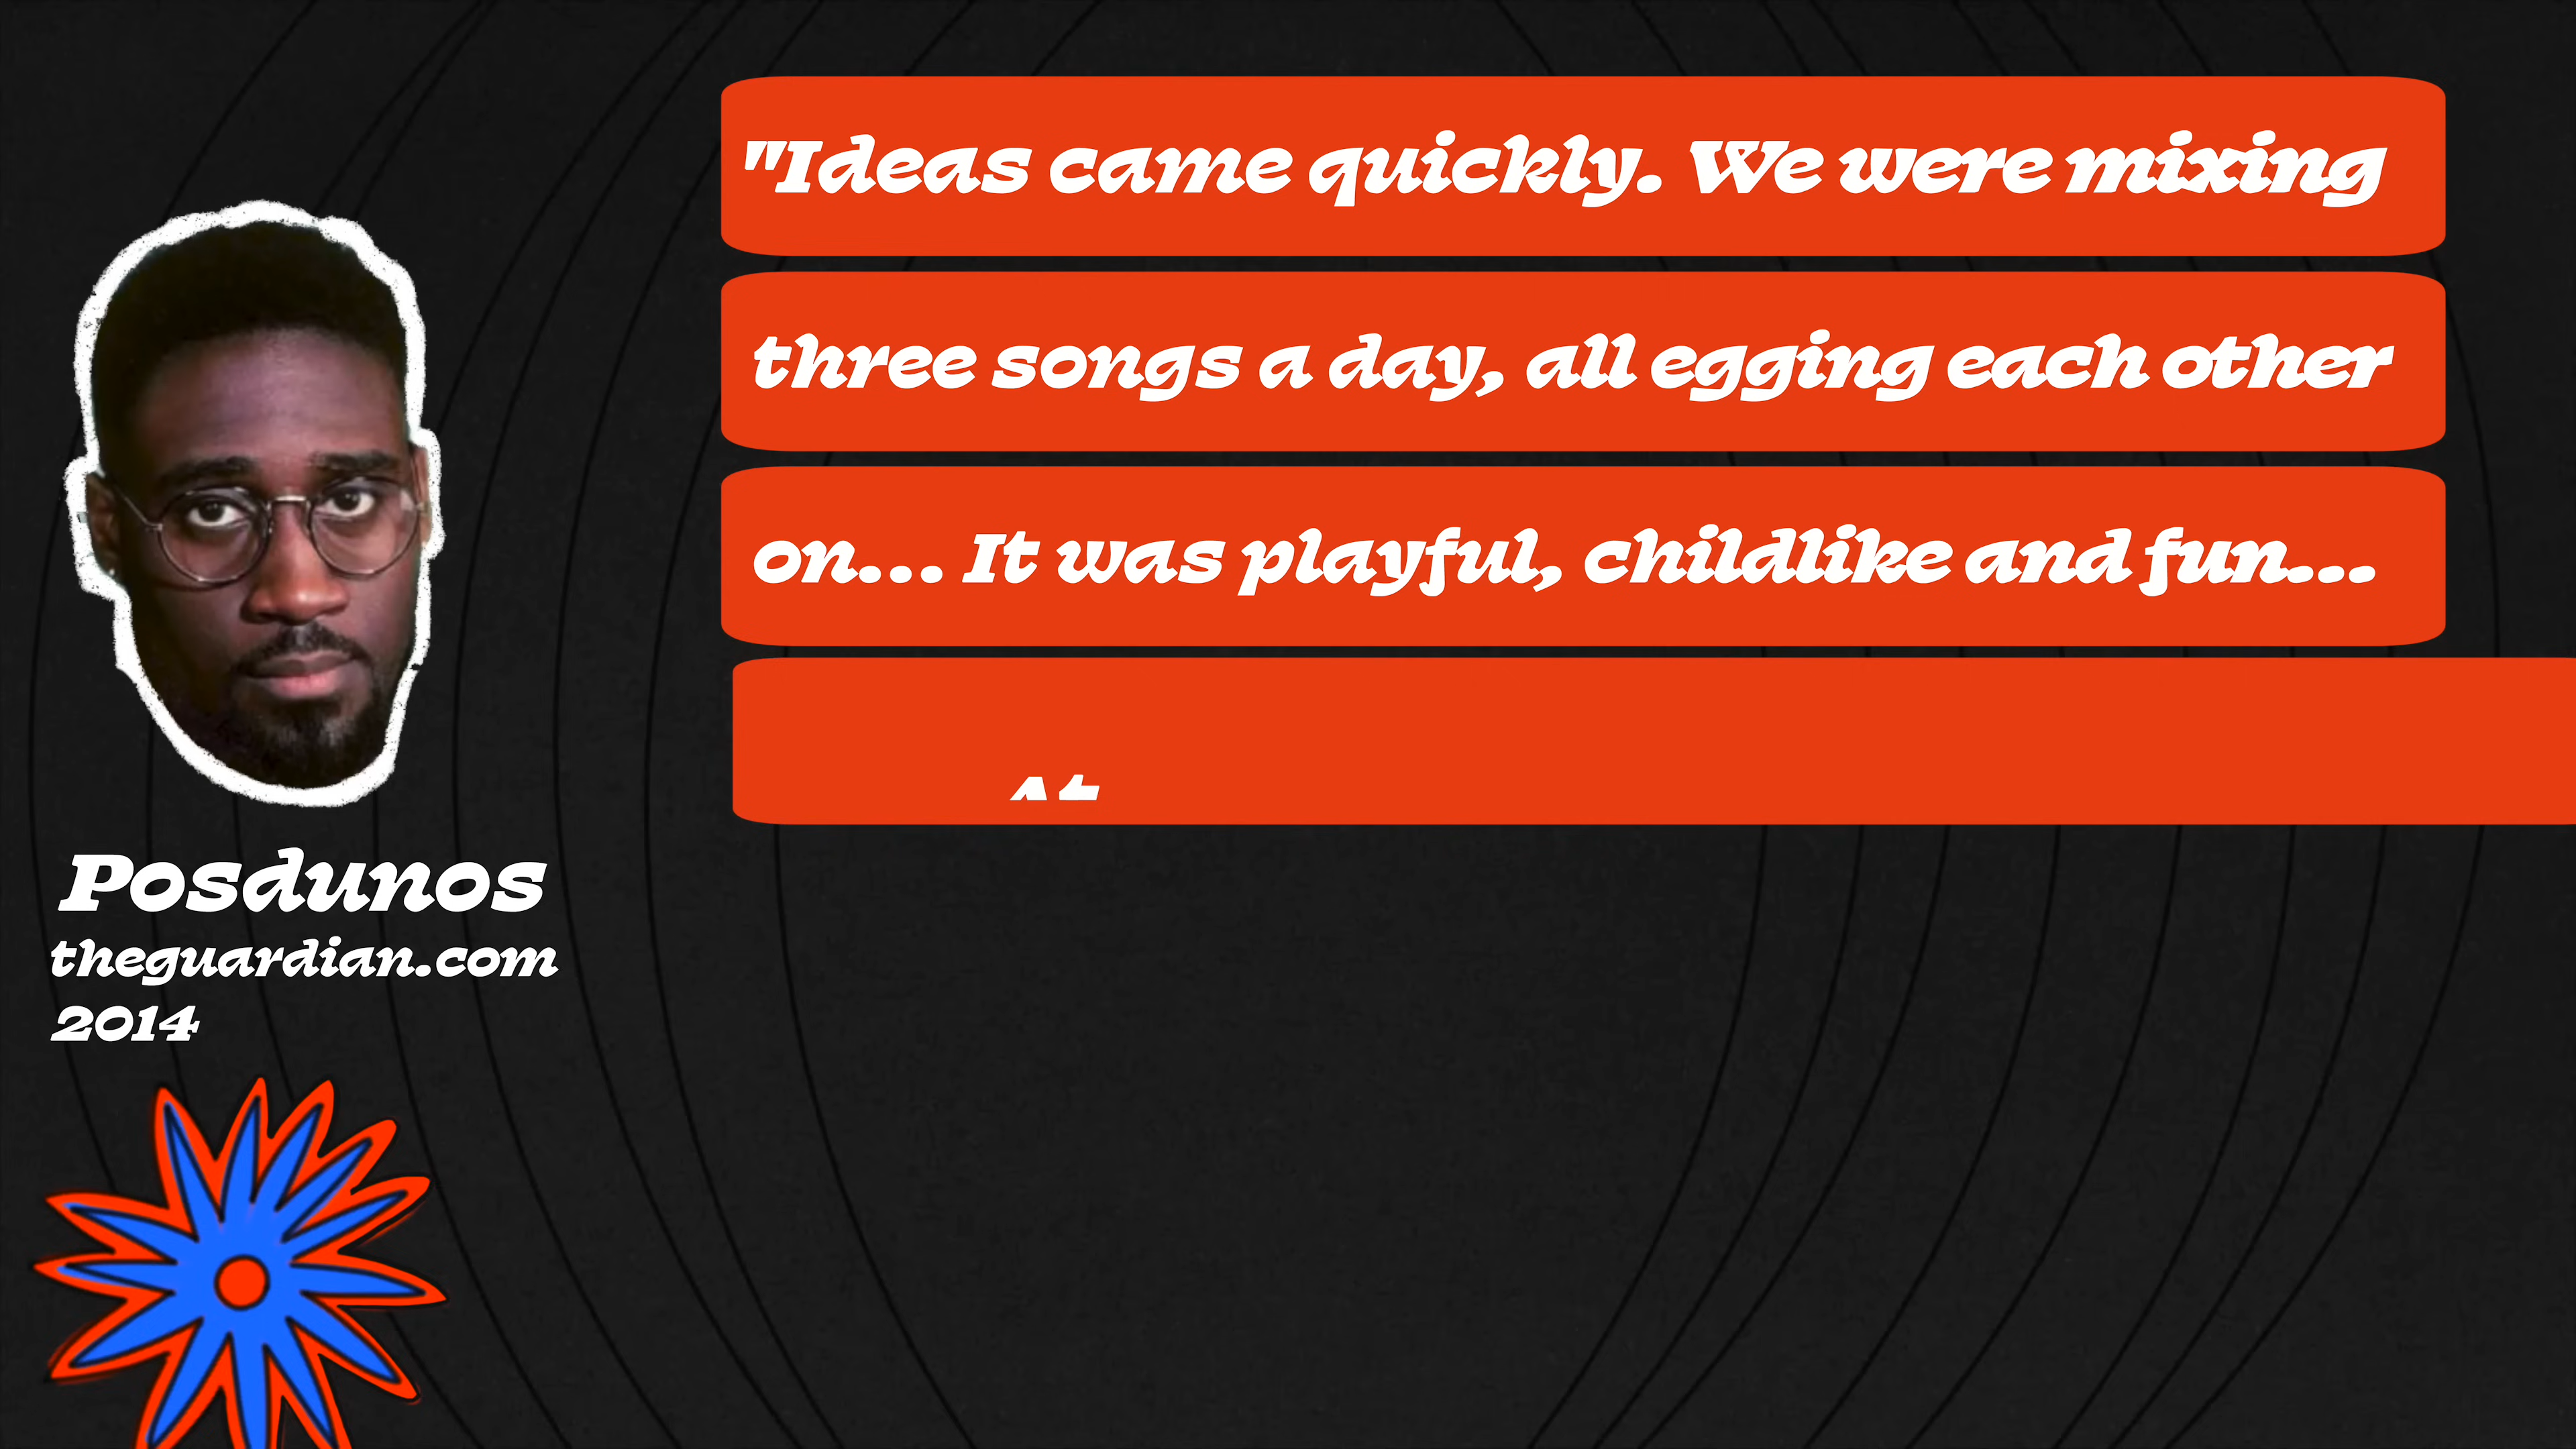 "Ideas came quickly. We were mixing
three songs a day, all egging each other
on... It was playful, childlike and fun...
Posdunos
theguardian.com
2014